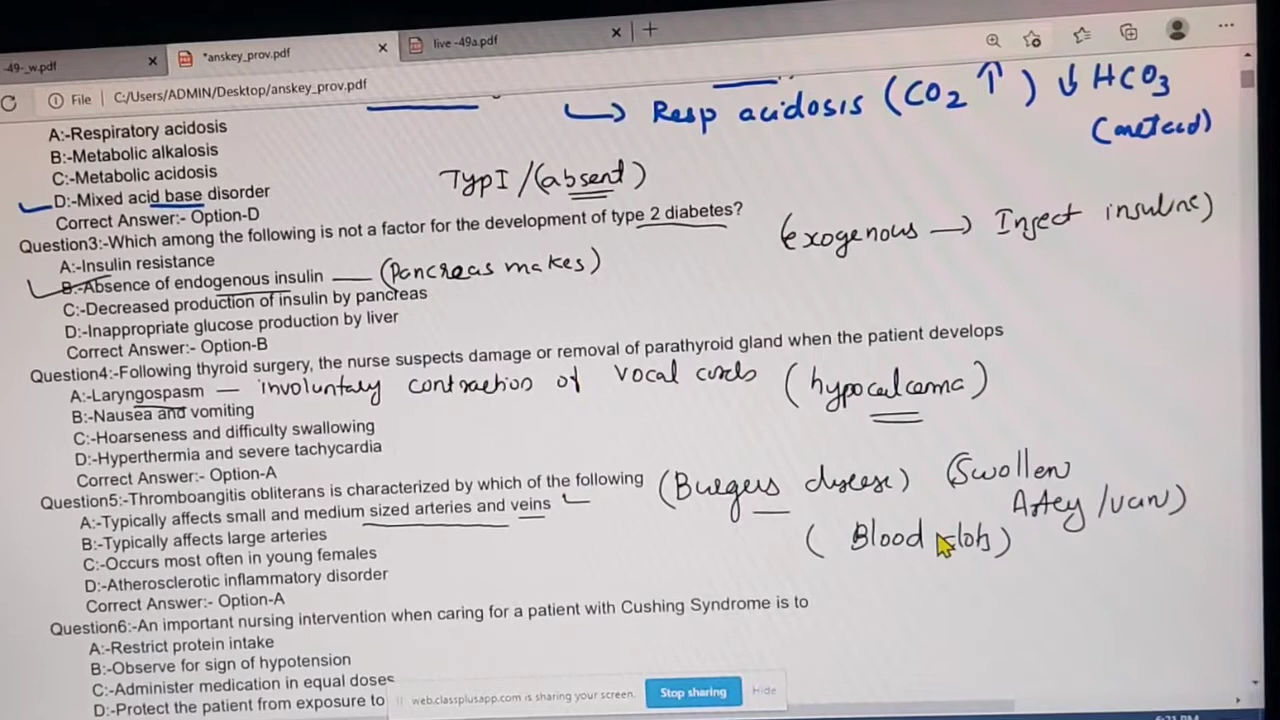 -49-_w.pdf
*anskey_prov.pdf
live -49a.pdf
File | C:/Users/ADMIN/Desktop/anskey_prov.pdf
Resp acidosis (CO2 ↑) ↓ HCO3
A:-Respiratory acidosis
B:-Metabolic alkalosis
C:-Metabolic acidosis
D:-Mixed acid base disorder
Typ I / (absent)
Correct Answer:- Option-D
Question3:-Which among the following is not a factor for the development of type 2 diabetes?
(exogenous → Inject insuline)
A:-Insulin resistance
B:-Absence of endogenous insulin — (Pancreas makes)
C:-Decreased production of insulin by pancreas
D:-Inappropriate glucose production by liver
Correct Answer:- Option-B
Question4:-Following thyroid surgery, the nurse suspects damage or removal of parathyroid gland when the patient develops
A:-Laryngospasm — involuntary contraction of vocal cords (hypocalcema)
B:-Nausea and vomiting
C:-Hoarseness and difficulty swallowing
D:-Hyperthermia and severe tachycardia
Correct Answer:- Option-A
Question5:-Thromboangitis obliterans is characterized by which of the following (Burgers disese) (Swollen
A:-Typically affects small and medium sized arteries and veins
Artey /
B:-Typically affects large arteries
(Blood
C:-Occurs most often in young females
D:-Atherosclerotic inflammatory disorder
Correct Answer:- Option-A
Question6:-An important nursing intervention when caring for a patient with Cushing Syndrome is to
A:-Restrict protein intake
B:-Observe for sign of hypotension
C:-Administer medication in equal doses
D:-Protect the patient from exposure to
web.classplusapp.com is sharing your screen.
Stop sharing
Hide